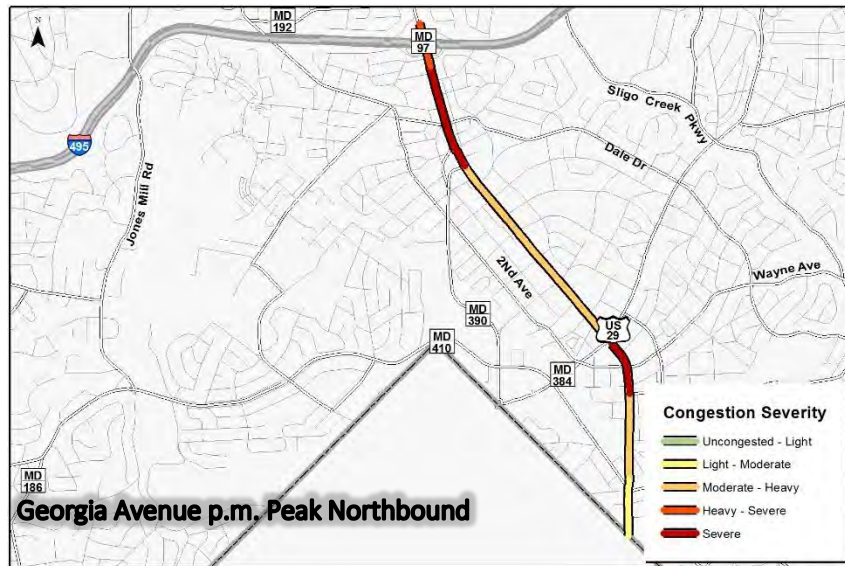 MD
192
N
MD
97
Sligo Creek Pkwy
495
Dale Dr
Jones Mill Rd
2Nd Ave
Wayne Ave
MD
390
US
29
MD
410
MD
384
MD
186
Georgia Avenue p.m. Peak Northbound
Congestion Severity
Uncongested - Light
Light - Moderate
Moderate - Heavy
Heavy - Severe
Severe